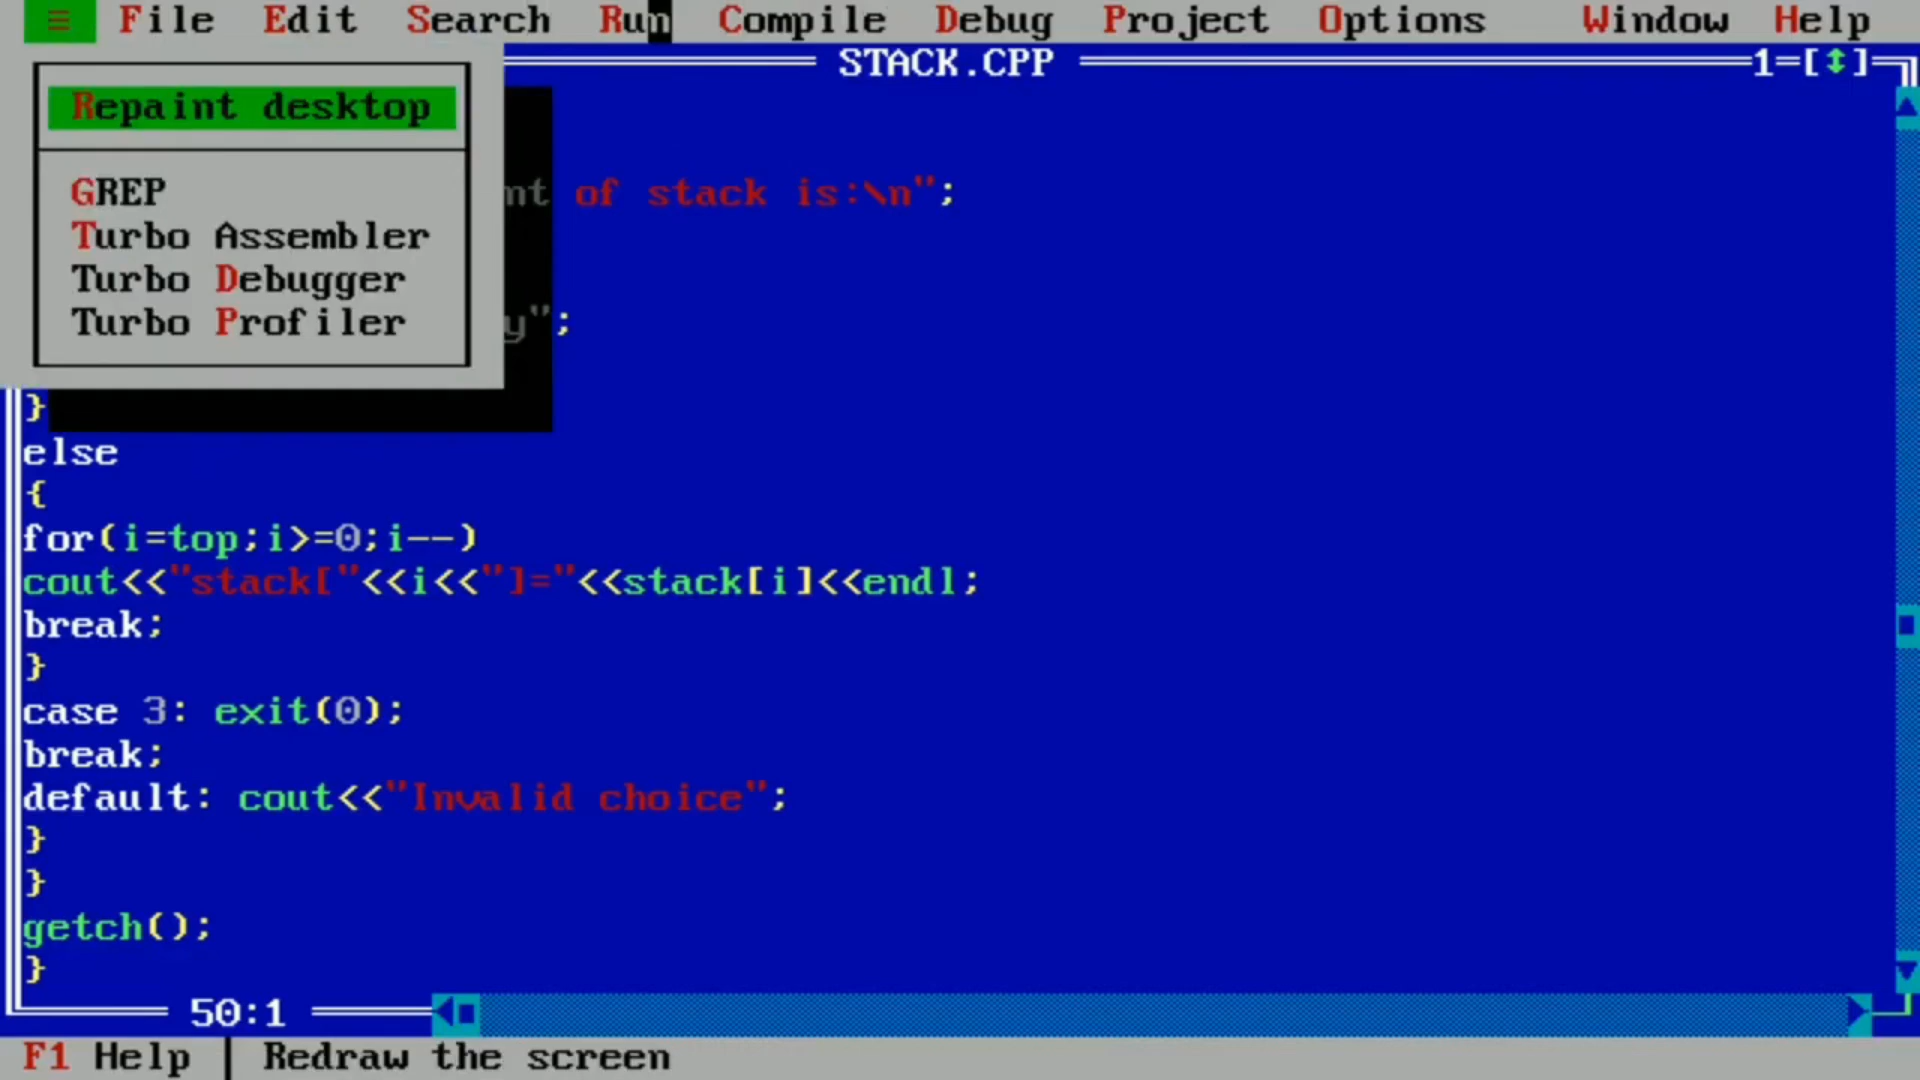 ≡ File Edit Search Run Compile Debug Project Options Window Help
STACK.CPP 1=[↕]
Repaint desktop
GREP
Turbo Assembler
Turbo Debugger
Turbo Profiler
of stack is:\n";
y";
}
else
{
for(i=top;i>=0;i--)
cout<<"stack["<<i<<"]="<<stack[i]<<endl;
break;
}
case 3: exit(0);
break;
default: cout<<"Invalid choice";
}
}
getch();
}
50:1
F1 Help | Redraw the screen